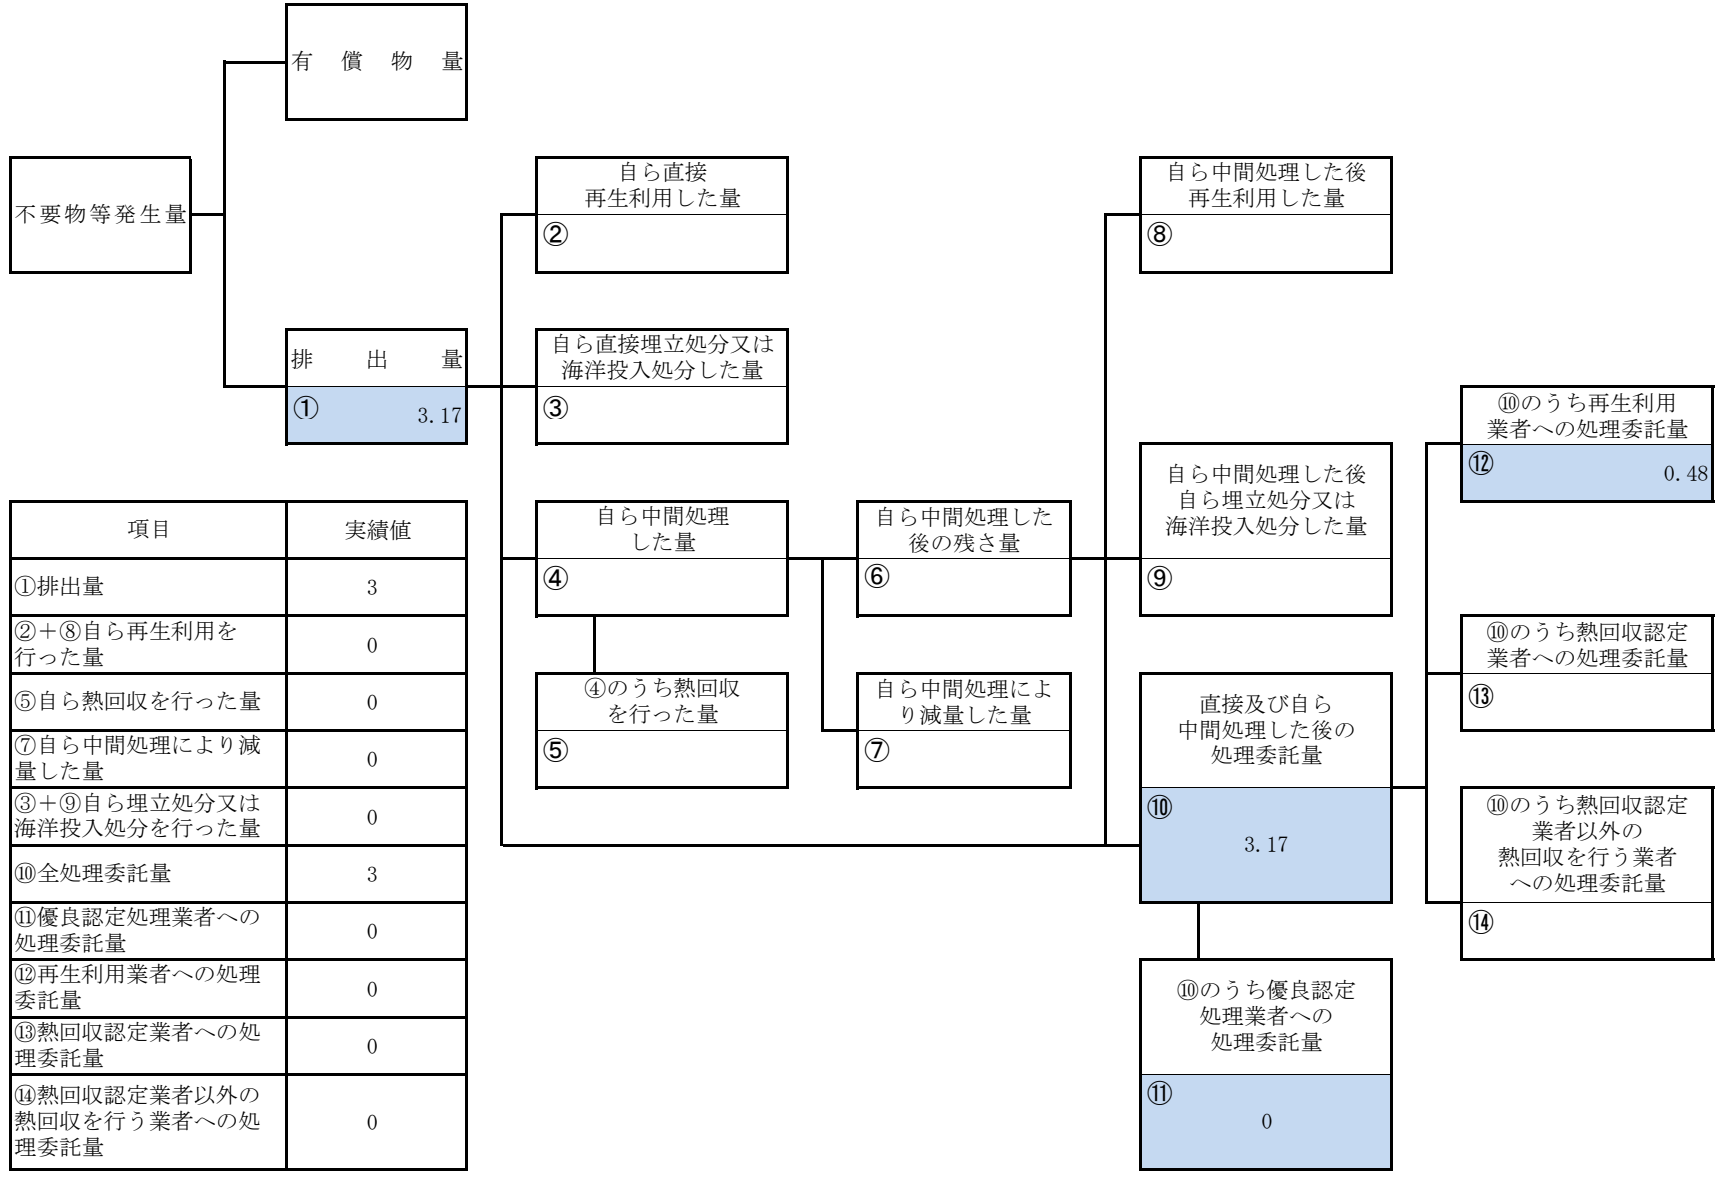 有償物量
不要物等発生量
自ら直接
再生利用した量
②
自ら中間処理した後
再生利用した量
⑧
排出量
① 3.17
自ら直接埋立処分又は
海洋投入処分した量
③
⑩のうち再生利用
業者への処理委託量
⑫ 0.48
自ら中間処理
した量
④
自ら中間処理した
後の残さ量
⑥
自ら中間処理した後
自ら埋立処分又は
海洋投入処分した量
⑨
⑩のうち熱回収認定
業者への処理委託量
⑬
④のうち熱回収
を行った量
⑤
自ら中間処理によ
り減量した量
⑦
直接及び自ら
中間処理した後の
処理委託量
⑩
3.17
⑩のうち熱回収認定
業者以外の
熱回収を行う業者
への処理委託量
⑭
⑩のうち優良認定
処理業者への
処理委託量
⑪
0
項目 実績値
①排出量 3
②＋⑧自ら再生利用を
行った量 0
⑤自ら熱回収を行った量 0
⑦自ら中間処理により減
量した量 0
③＋⑨自ら埋立処分又は
海洋投入処分を行った量 0
⑩全処理委託量 3
⑪優良認定処理業者への
処理委託量 0
⑫再生利用業者への処理
委託量 0
⑬熱回収認定業者への処
理委託量 0
⑭熱回収認定業者以外の
熱回収を行う業者への処 0
理委託量